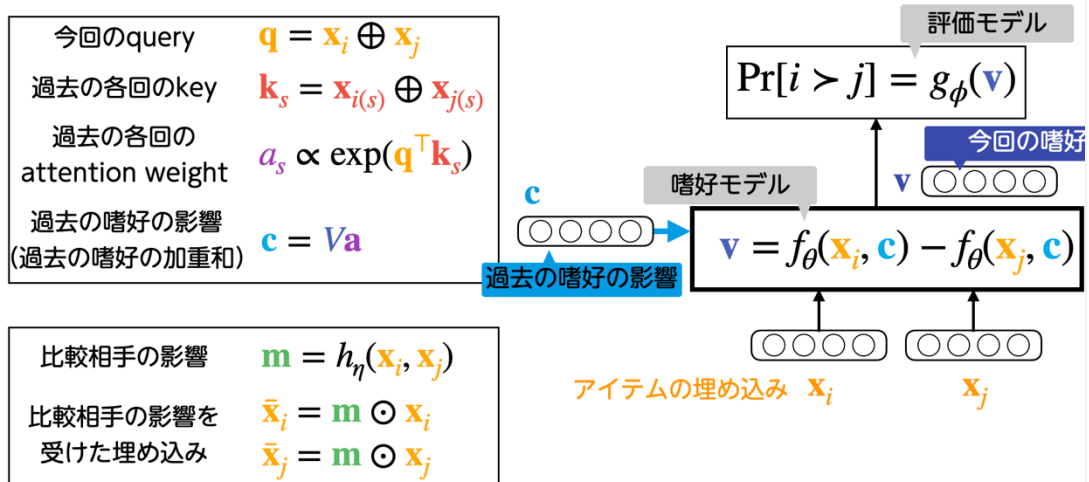 今回のquery
q = x_i ⊕ x_j
過去の各回のkey
k_s = x_{i(s)} ⊕ x_{j(s)}
過去の各回の
attention weight
a_s ∝ exp(q^⊤k_s)
過去の嗜好の影響
(過去の嗜好の加重和)
c = Va
比較相手の影響
m = h_η(x_i, x_j)
比較相手の影響を
受けた埋め込み
x̄_i = m ⊙ x_i
x̄_j = m ⊙ x_j
評価モデル
Pr[i ≻ j] = g_ϕ(v)
今回の嗜好
v
嗜好モデル
c
過去の嗜好の影響
v = f_θ(x_i, c) − f_θ(x_j, c)
アイテムの埋め込み x_i
x_j